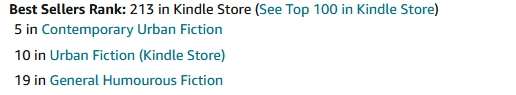 Best Sellers Rank: 213 in Kindle Store (See Top 100 in Kindle Store)
5 in Contemporary Urban Fiction
10 in Urban Fiction (Kindle Store)
19 in General Humourous Fiction